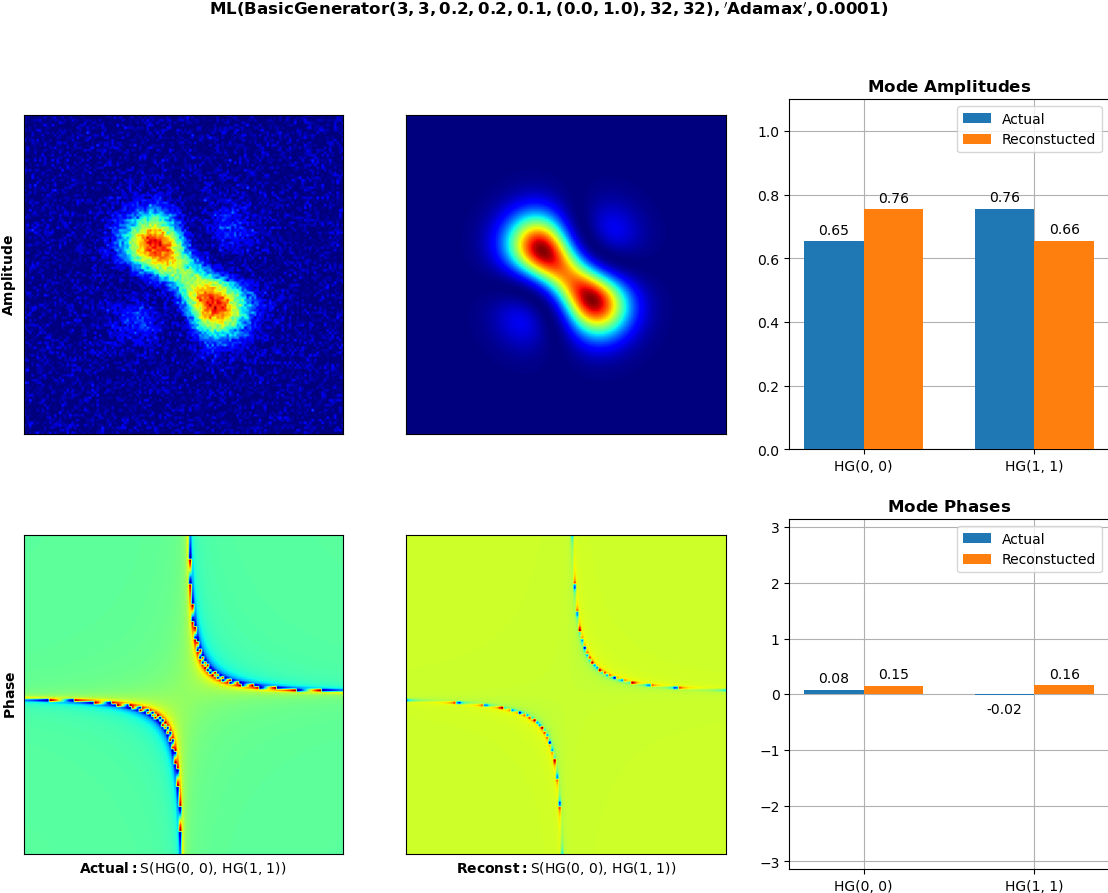 ML(BasicGenerator(3, 3, 0.2, 0.2, 0.1, (0.0, 1.0), 32, 32), 'Adamax', 0.0001)
Amplitude
Mode Amplitudes
Actual
Reconstucted
1.0
0.8
0.6
0.4
0.2
0.0
0.65
0.76
0.76
0.66
HG(0, 0)
HG(1, 1)
Phase
Actual: S(HG(0, 0), HG(1, 1))
Reconst: S(HG(0, 0), HG(1, 1))
Mode Phases
Actual
Reconstucted
3
2
1
0
−1
−2
−3
0.08
0.15
-0.02
0.16
HG(0, 0)
HG(1, 1)